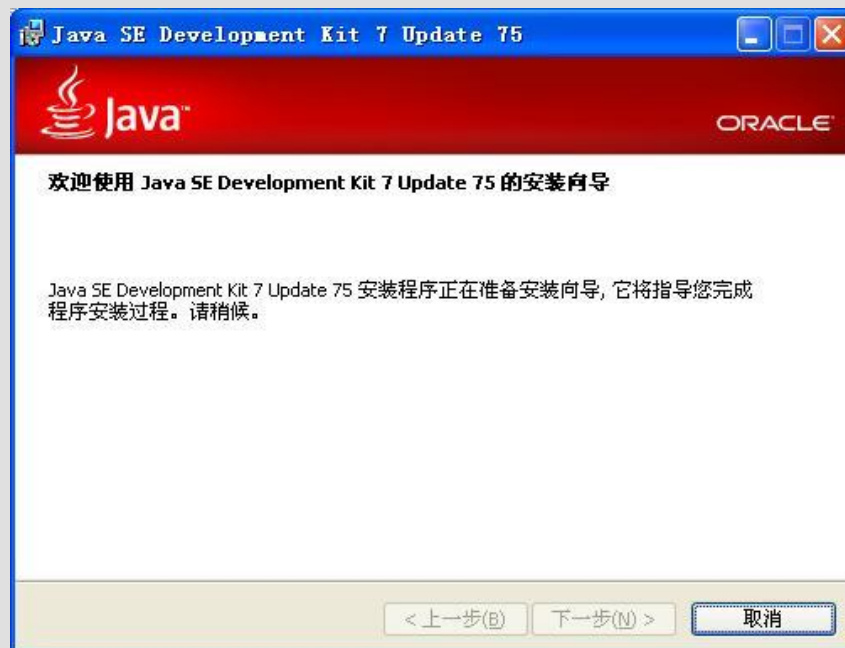 Java SE Development Kit 7 Update 75
Java™
ORACLE
欢迎使用 Java SE Development Kit 7 Update 75 的安装向导
Java SE Development Kit 7 Update 75 安装程序正在准备安装向导, 它将指导您完成
程序安装过程。请稍候。
< 上一步(B)
下一步(N) >
取消